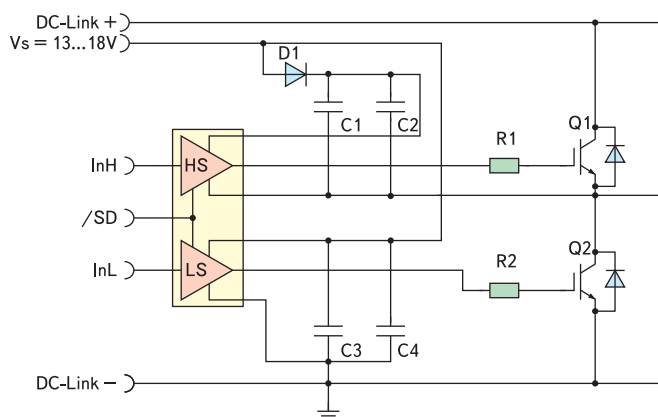 DC-Link +
Vs = 13...18V
D1
C1
C2
Q1
R1
InH
HS
/SD
Q2
R2
InL
LS
C3
C4
DC-Link −